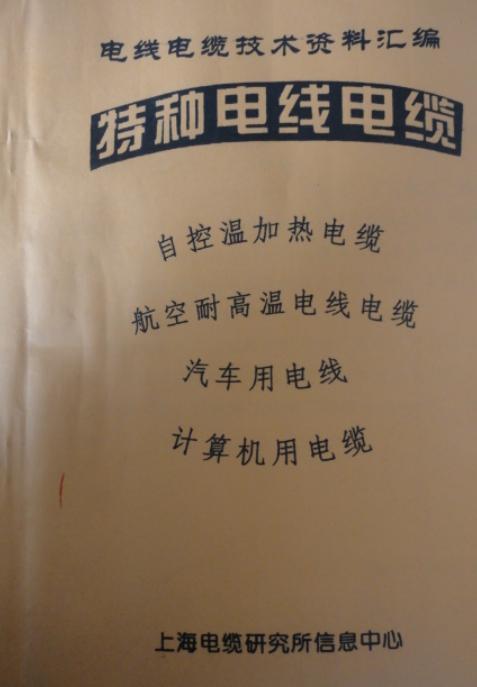 电线电缆技术资料汇编
特种电线电缆
自控温加热电缆
航空耐高温电线电缆
汽车用电线
计算机用电缆
上海电缆研究所信息中心